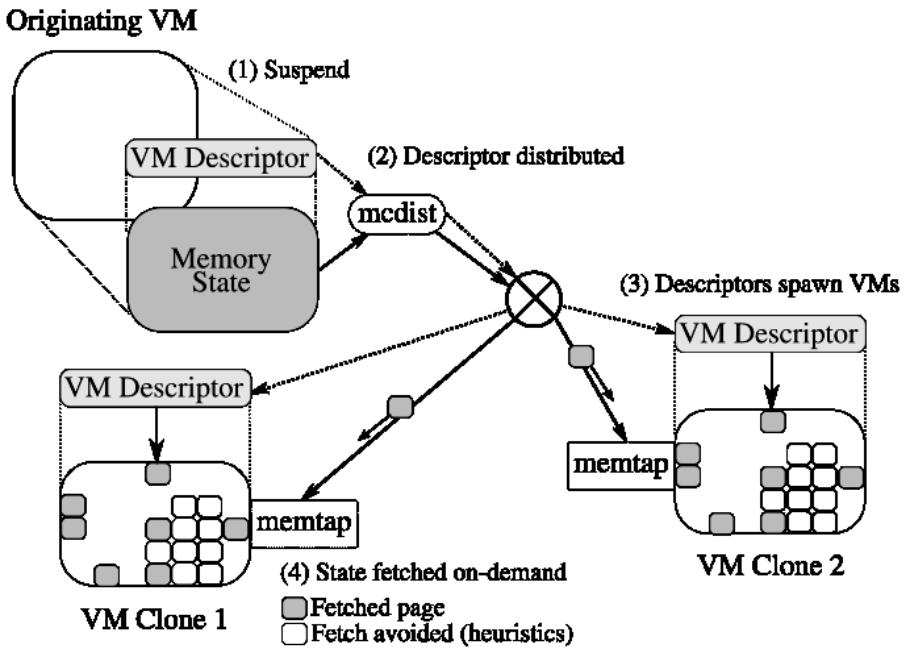 Originating VM
(1) Suspend
VM Descriptor
(2) Descriptor distributed
mcdist
Memory
State
(3) Descriptors spawn VMs
VM Descriptor
VM Descriptor
memtap
memtap
VM Clone 2
(4) State fetched on-demand
VM Clone 1
Fetched page
Fetch avoided (heuristics)